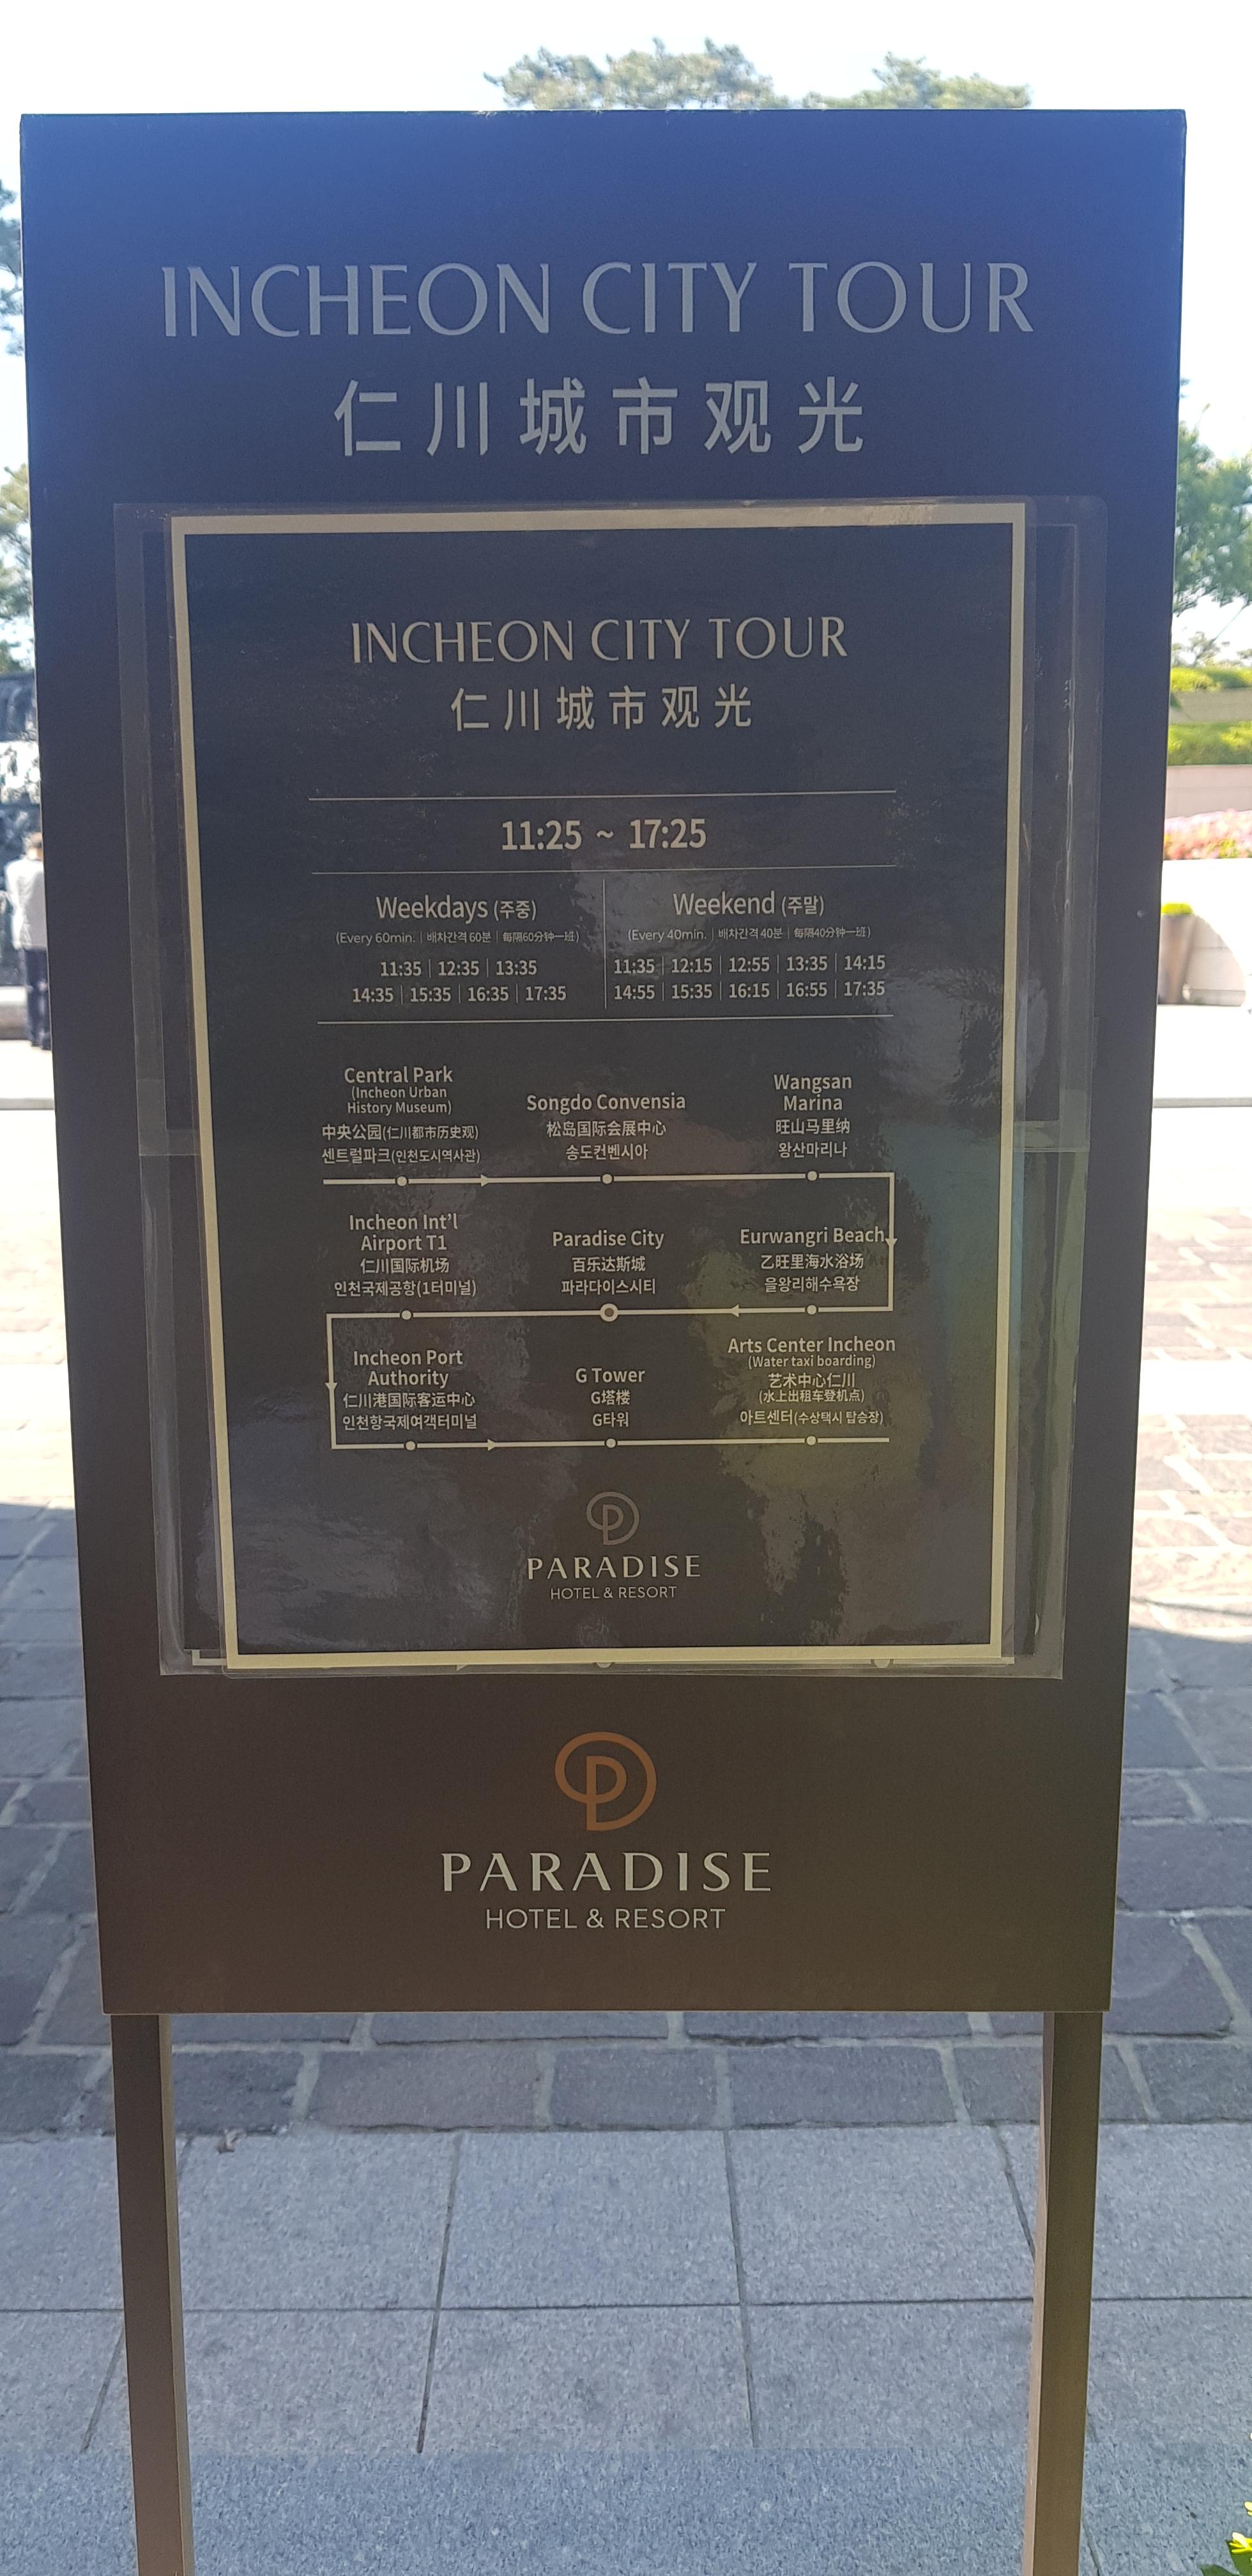 INCHEON CITY TOUR
仁川城市观光
INCHEON CITY TOUR
仁川城市观光
11:25 ~ 17:25
Weekdays (주중)
(Every 60min. | 배차간격 60분 | 每隔60分钟一班)
11:35 | 12:35 | 13:35
14:35 | 15:35 | 16:35 | 17:35
Weekend (주말)
(Every 40min. | 배차간격 40분 | 每隔40分钟一班)
11:35 | 12:15 | 12:55 | 13:35 | 14:15
14:55 | 15:35 | 16:15 | 16:55 | 17:35
Central Park
(Incheon Urban
History Museum)
中央公园(仁川都市历史观)
센트럴파크(인천도시역사관)
Songdo Convensia
松岛国际会展中心
송도컨벤시아
Wangsan
Marina
旺山马里纳
왕산마리나
Incheon Int'l
Airport T1
仁川国际机场
인천국제공항(1터미널)
Paradise City
百乐达斯城
파라다이스시티
Eurwangri Beach
乙旺里海水浴场
을왕리해수욕장
Incheon Port
Authority
仁川港国际客运中心
인천항국제여객터미널
G Tower
G塔楼
G타워
Arts Center Incheon
(Water taxi boarding)
艺术中心仁川
(水上出租车登机点)
아트센터(수상택시 탑승장)
PARADISE
HOTEL & RESORT
PARADISE
HOTEL & RESORT